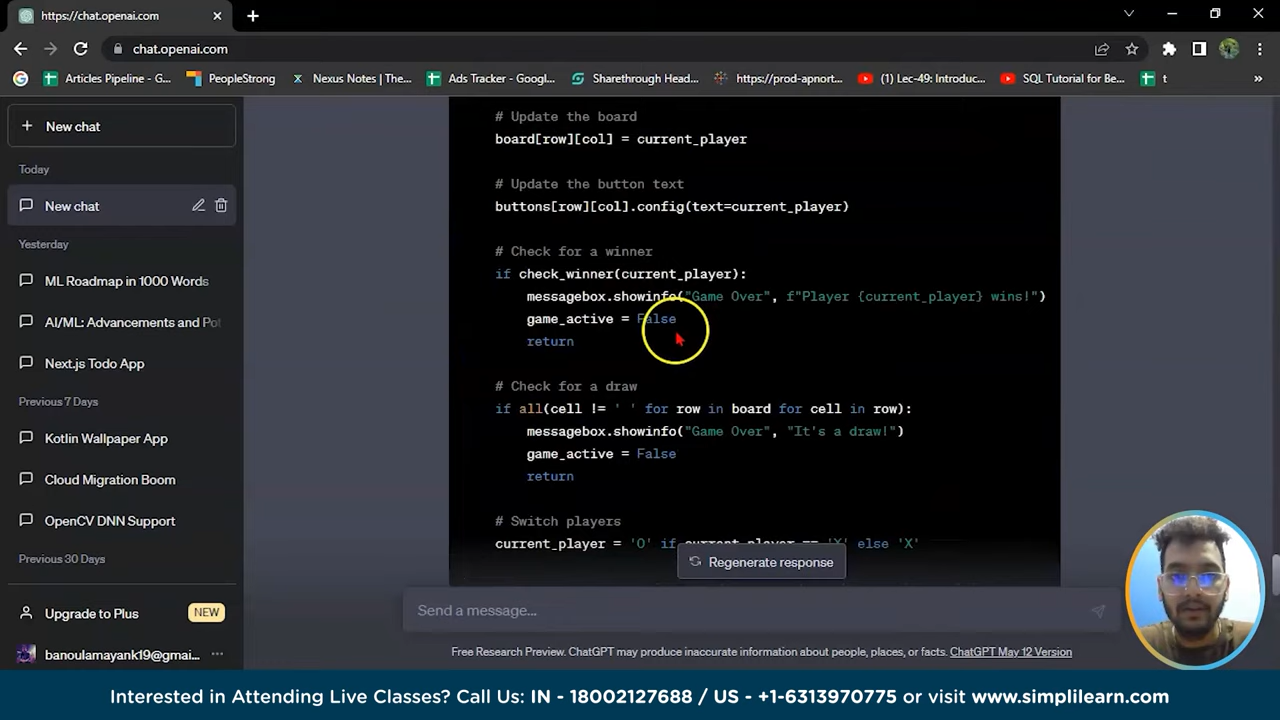 https://chat.openai.com
chat.openai.com
Articles Pipeline - G...
PeopleStrong
Nexus Notes | The...
Ads Tracker - Googl...
Sharethrough Head...
https://prod-apnort...
Lec-49: Introduc...
SQL Tutorial for Be...
t
New chat
Today
New chat
Yesterday
ML Roadmap in 1000 Words
AI/ML: Advancements and Pot
Next.js Todo App
Previous 7 Days
Kotlin Wallpaper App
Cloud Migration Boom
OpenCV DNN Support
Previous 30 Days
Upgrade to Plus
NEW
banoulamayank19@gmai...
# Update the board
board[row][col] = current_player
# Update the button text
buttons[row][col].config(text=current_player)
# Check for a winner
if check_winner(current_player):
messagebox.showinfo("Game Over", f"Player {current_player} wins!")
game_active = False
return
# Check for a draw
if all(cell != ' ' for row in board for cell in row):
messagebox.showinfo("Game Over", "It's a draw!")
game_active = False
return
# Switch players
current_player = 'O' if current_player == 'X' else 'X'
Regenerate response
Send a message...
Free Research Preview. ChatGPT may produce inaccurate information about people, places, or facts. ChatGPT May 12 Version
Interested in Attending Live Classes? Call Us: IN - 18002127688 / US - +1-6313970775 or visit www.simplilearn.com